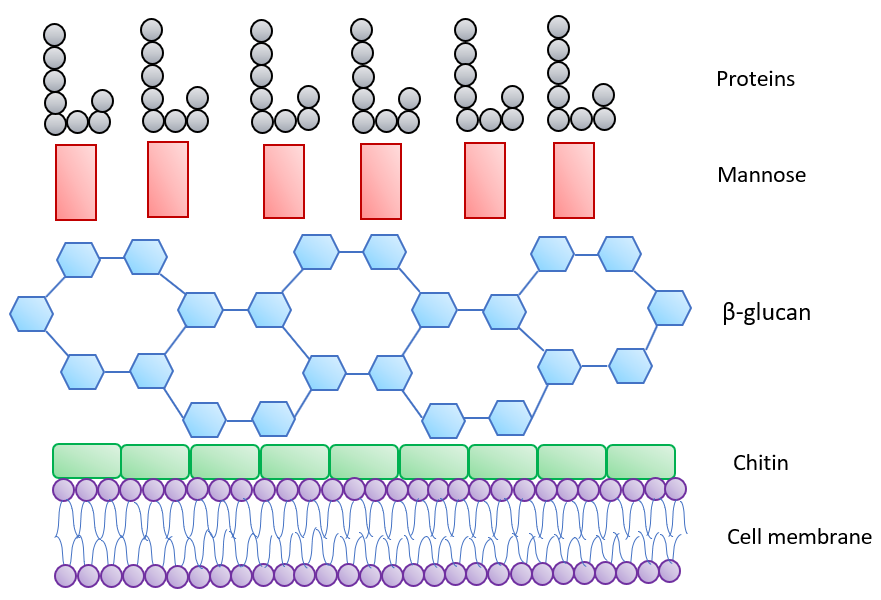 Proteins
Mannose
β-glucan
Chitin
Cell membrane